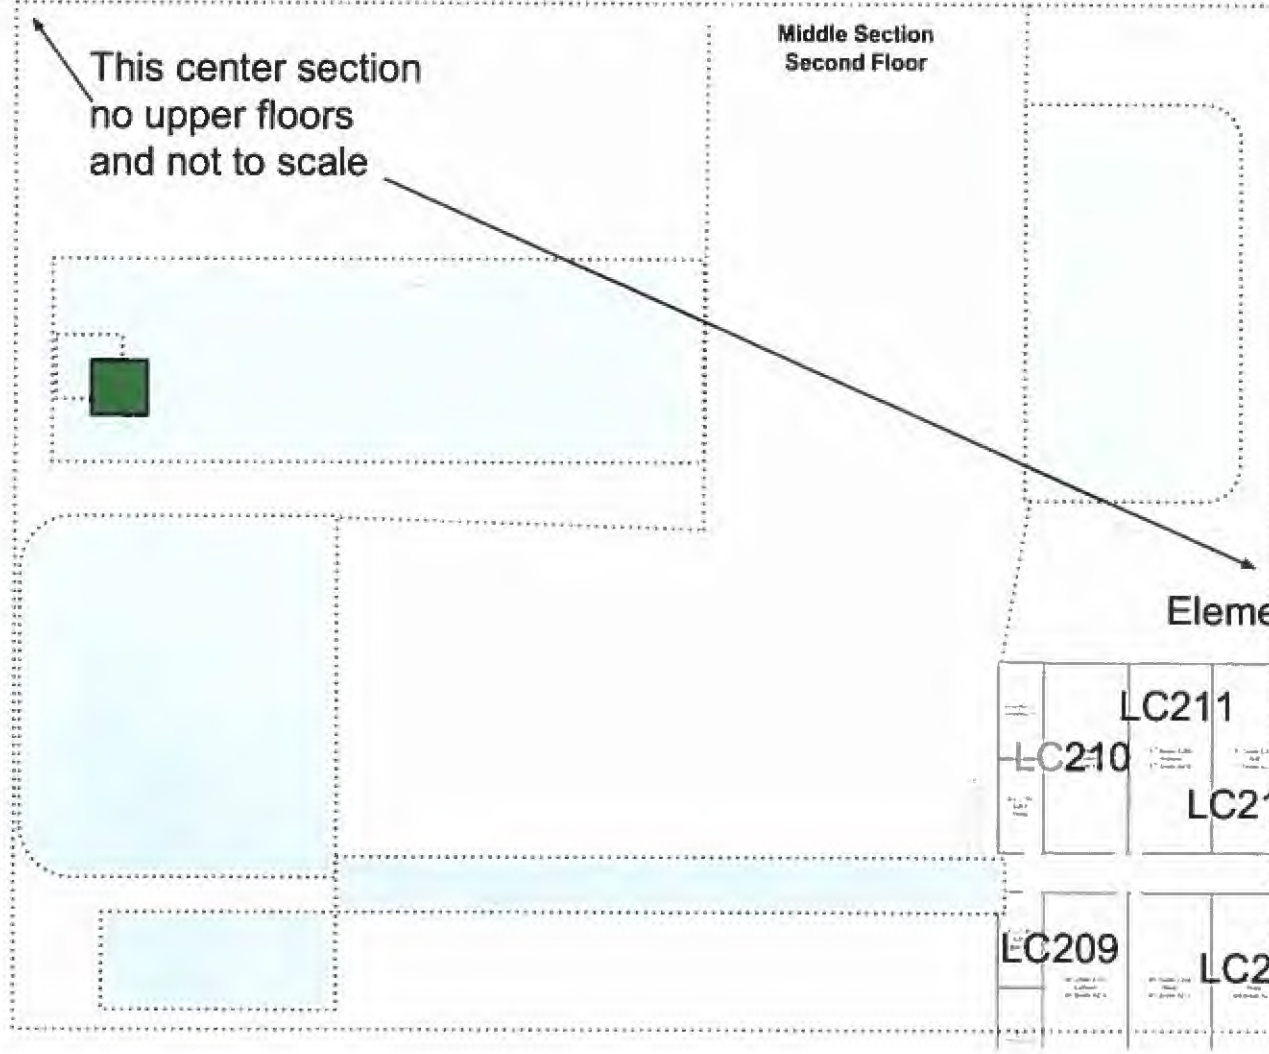 Middle Section
Second Floor
This center section
no upper floors
and not to scale
Eleme
LC211
LC210
LC21
LC209
LC2